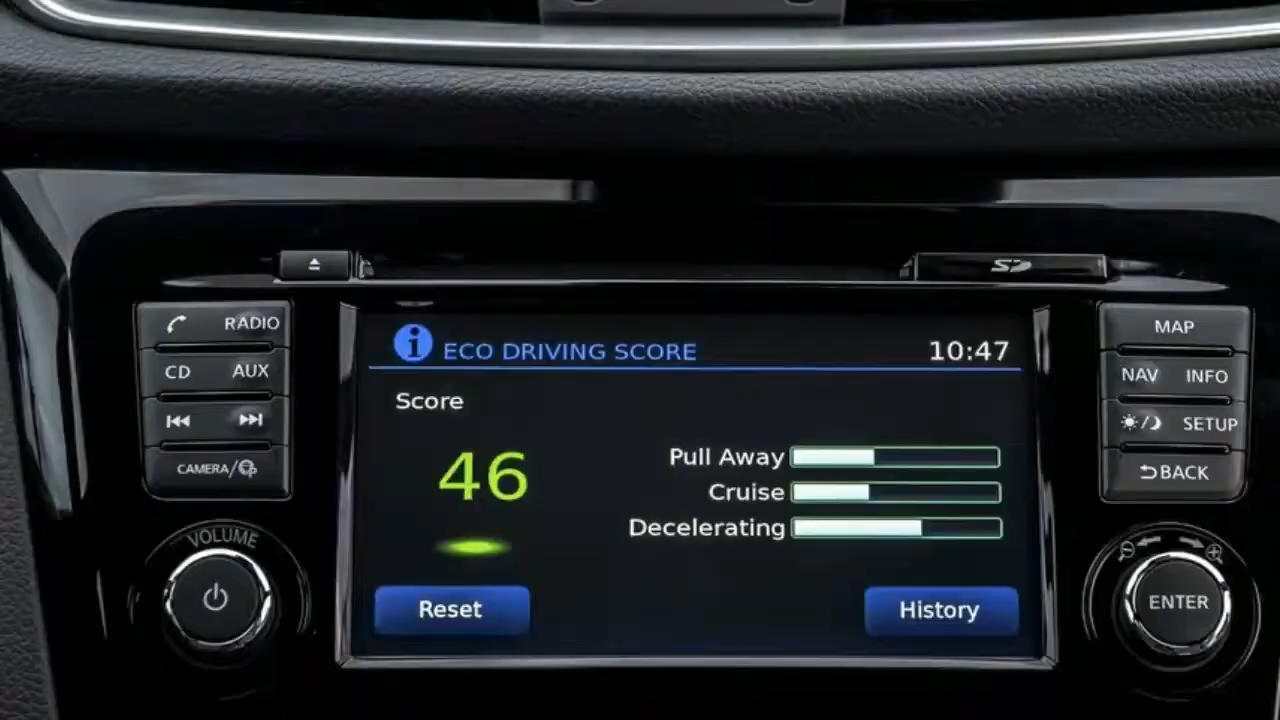 SD
RADIO
CD AUX
CAMERA/
VOLUME
ECO DRIVING SCORE 10:47
Score
46
Pull Away
Cruise
Decelerating
Reset History
MAP
NAV INFO
SETUP
BACK
ENTER